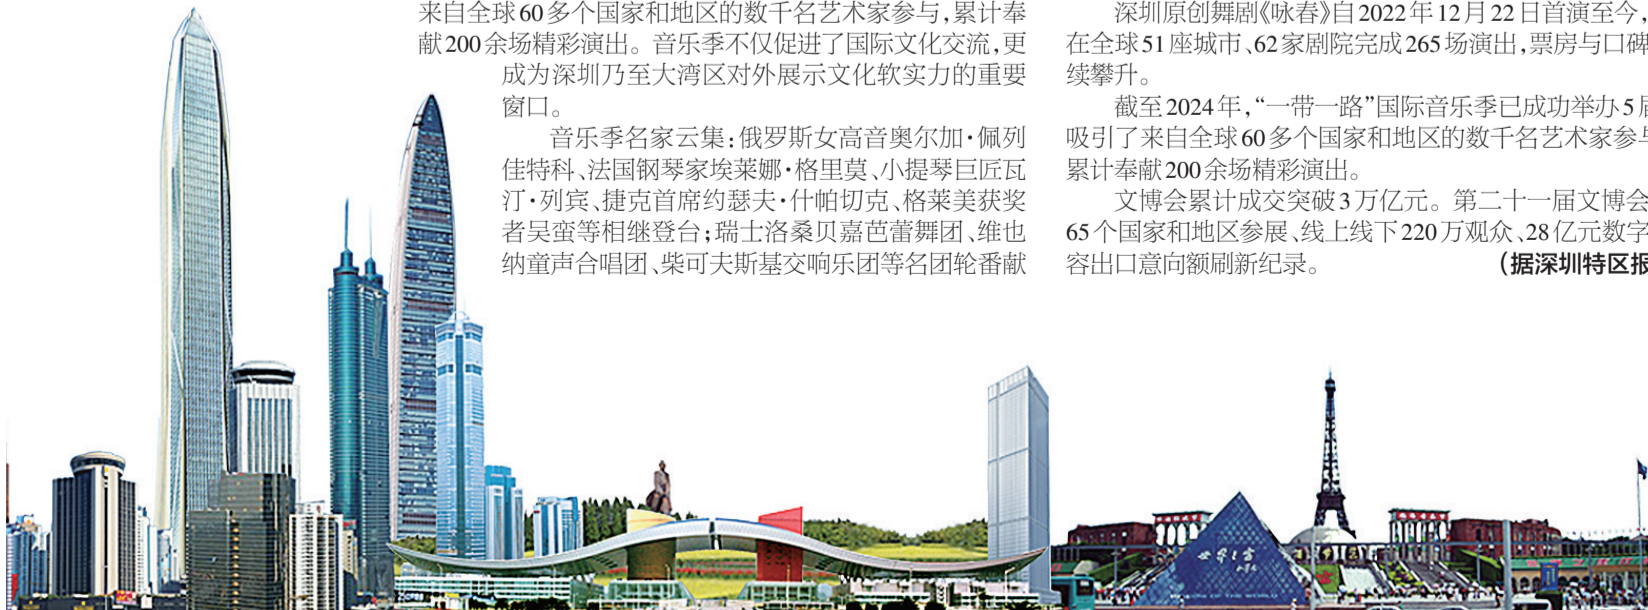 来自全球60多个国家和地区的数千名艺术家参与,累计奉
献200余场精彩演出。音乐季不仅促进了国际文化交流,更
成为深圳乃至大湾区对外展示文化软实力的重要
窗口。
音乐季名家云集:俄罗斯女高音奥尔加·佩列
佳特科、法国钢琴家埃莱娜·格里莫、小提琴巨匠瓦
汀·列宾、捷克首席约瑟夫·什帕切克、格莱美获奖
者吴蛮等相继登台;瑞士洛桑贝嘉芭蕾舞团、维也
纳童声合唱团、柴可夫斯基交响乐团等名团轮番献
深圳原创舞剧《咏春》自2022年12月22日首演至今,
在全球51座城市、62家剧院完成265场演出,票房与口碑
续攀升。
截至2024年,“一带一路”国际音乐季已成功举办5届
吸引了来自全球60多个国家和地区的数千名艺术家参与
累计奉献200余场精彩演出。
文博会累计成交突破3万亿元。第二十一届文博会
65个国家和地区参展、线上线下220万观众、28亿元数字
容出口意向额刷新纪录。
(据深圳特区报
世界之窗